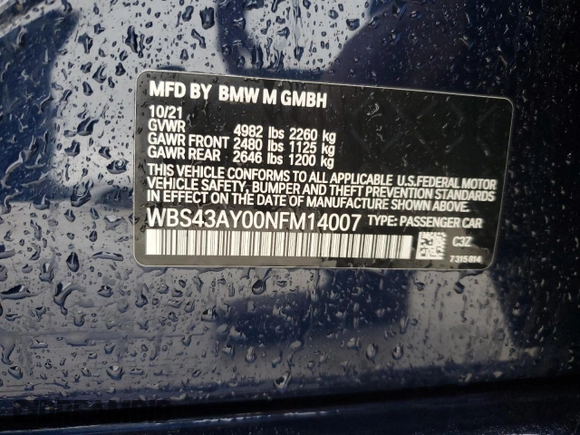 MFD BY BMW M GMBH
10/21
GVWR 4982 lbs 2260 kg
GAWR FRONT 2480 lbs 1125 kg
GAWR REAR 2646 lbs 1200 kg
THIS VEHICLE CONFORMS TO ALL APPLICABLE U.S.FEDERAL MOTOR
VEHICLE SAFETY, BUMPER AND THEFT PREVENTION STANDARDS
IN EFFECT ON THE DATE OF MANUFACTURE SHOWN ABOVE.
WBS43AY00NFM14007 TYPE: PASSENGER CAR
C3Z
7315814